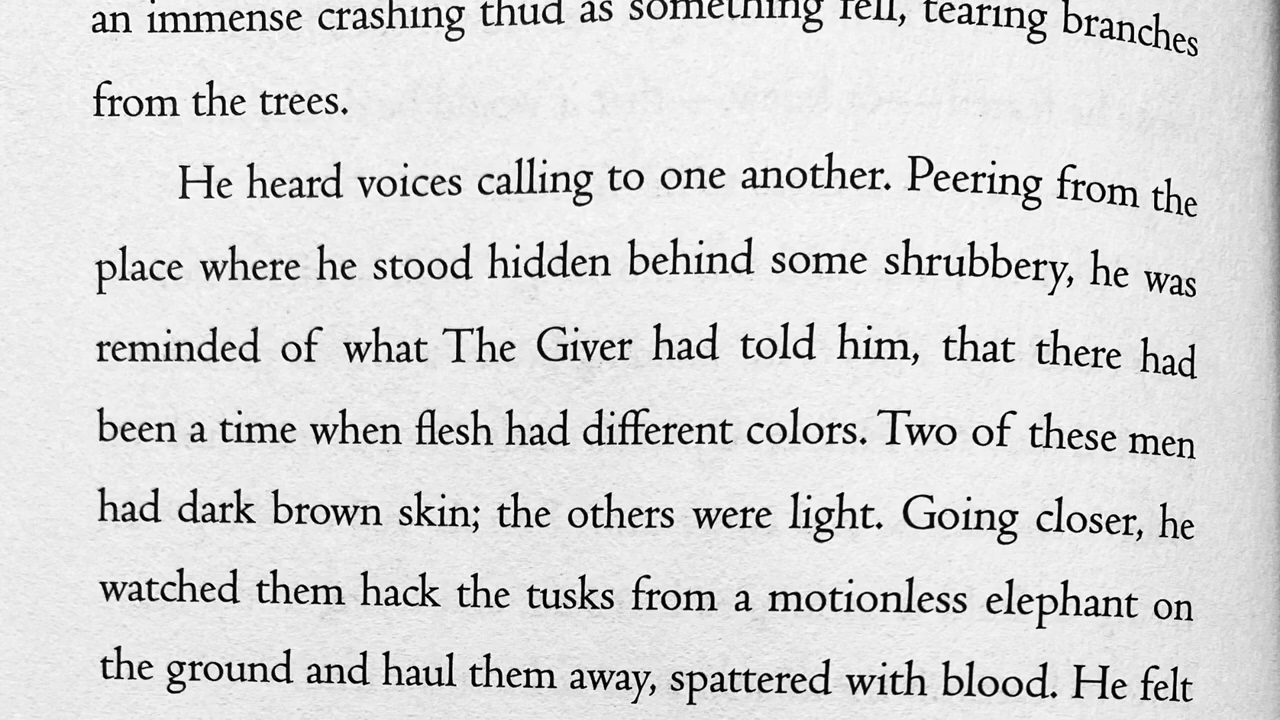 an immense crashing thud as something fell, tearing branches
from the trees.
He heard voices calling to one another. Peering from the
place where he stood hidden behind some shrubbery, he was
reminded of what The Giver had told him, that there had
been a time when flesh had different colors. Two of these men
had dark brown skin; the others were light. Going closer, he
watched them hack the tusks from a motionless elephant on
the ground and haul them away, spattered with blood. He felt